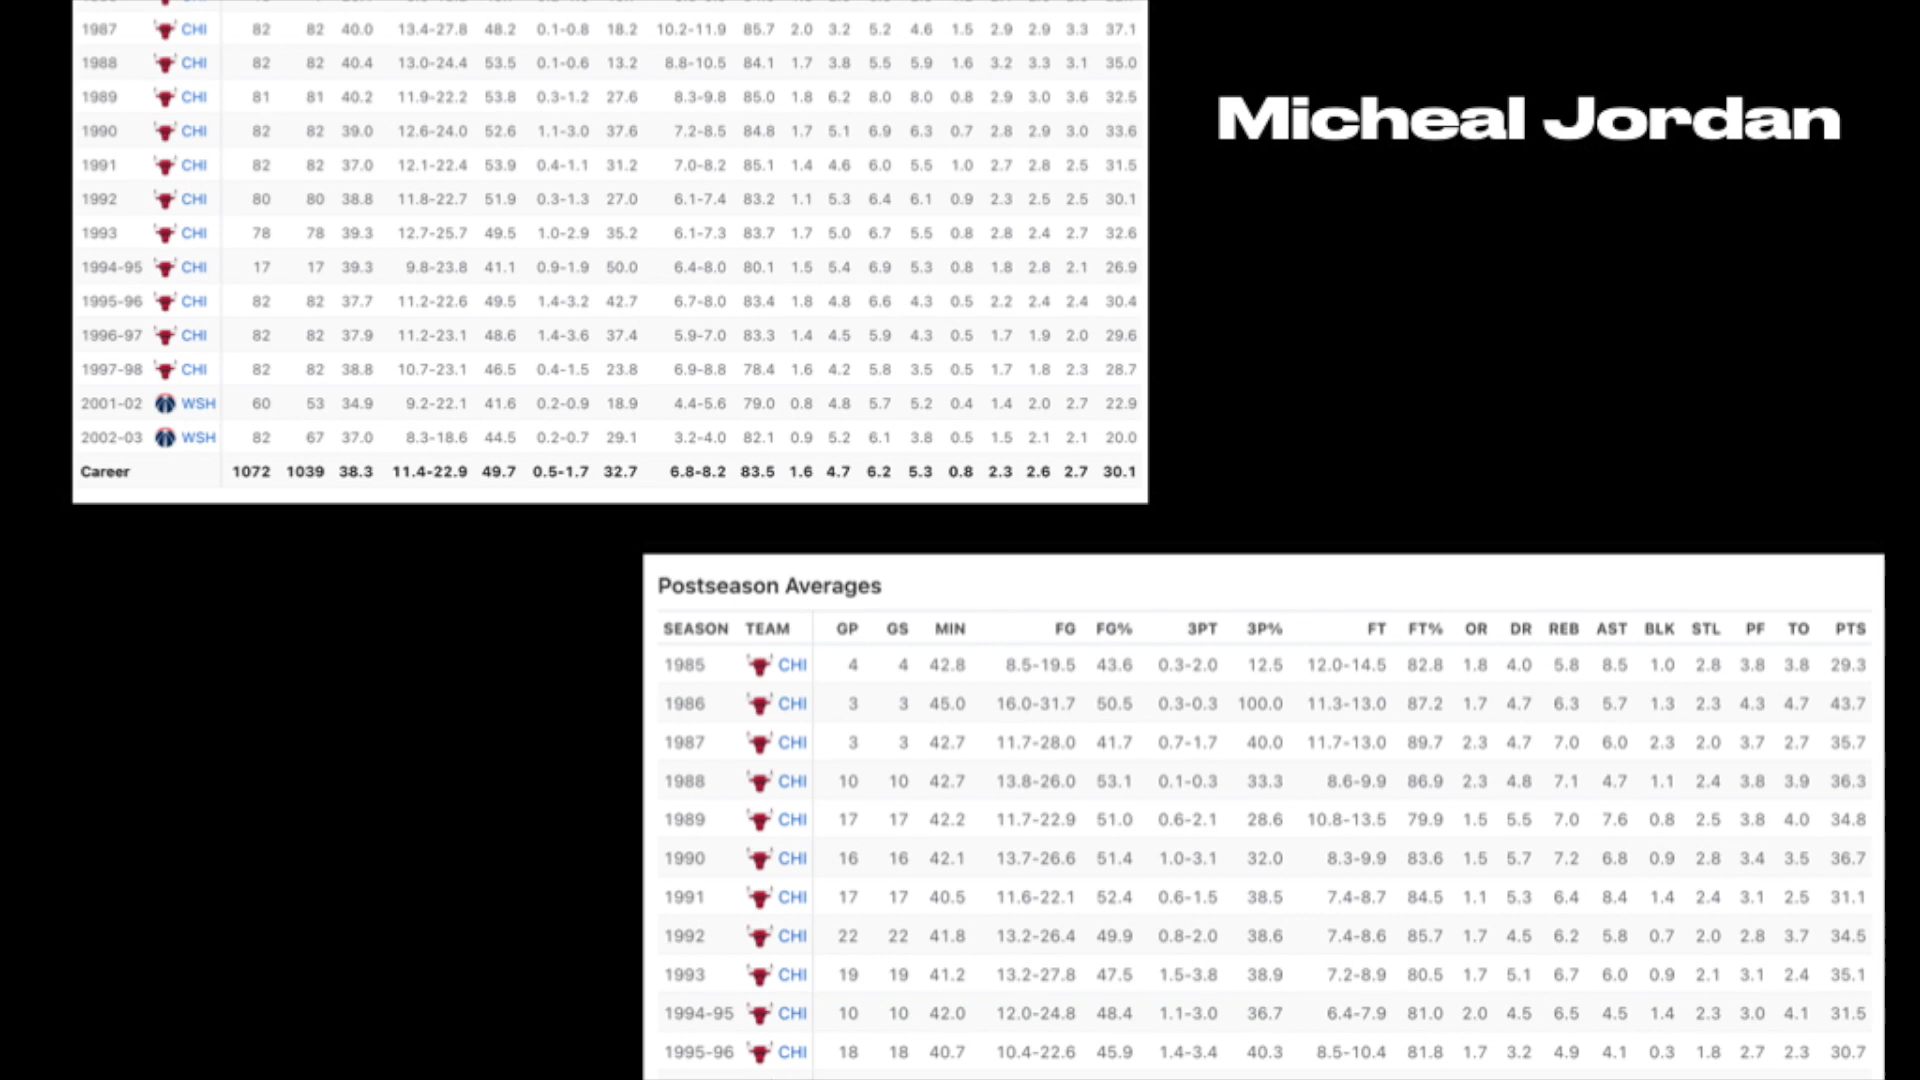 1987 CHI 82 82 40.0 13.4-27.8 48.2 0.1-0.8 18.2 10.2-11.9 85.7 2.0 3.2 5.2 4.6 1.5 2.9 2.9 3.3 37.1
1988 CHI 82 82 40.4 13.0-24.4 53.5 0.1-0.6 13.2 8.8-10.5 84.1 1.7 3.8 5.5 5.9 1.6 3.2 3.3 3.1 35.0
1989 CHI 81 81 40.2 11.9-22.2 53.8 0.3-1.2 27.6 8.3-9.8 85.0 1.8 6.2 8.0 8.0 0.8 2.9 3.0 3.6 32.5
1990 CHI 82 82 39.0 12.6-24.0 52.6 1.1-3.0 37.6 7.2-8.5 84.8 1.7 5.1 6.9 6.3 0.7 2.8 2.9 3.0 33.6
1991 CHI 82 82 37.0 12.1-22.4 53.9 0.4-1.1 31.2 7.0-8.2 85.1 1.4 4.6 6.0 5.5 1.0 2.7 2.8 2.5 31.5
1992 CHI 80 80 38.8 11.8-22.7 51.9 0.3-1.3 27.0 6.1-7.4 83.2 1.1 5.3 6.4 6.1 0.9 2.3 2.5 2.5 30.1
1993 CHI 78 78 39.3 12.7-25.7 49.5 1.0-2.9 35.2 6.1-7.3 83.7 1.7 5.0 6.7 5.5 0.8 2.8 2.4 2.7 32.6
1994-95 CHI 17 17 39.3 9.8-23.8 41.1 0.9-1.9 50.0 6.4-8.0 80.1 1.5 5.4 6.9 5.3 0.8 1.8 2.8 2.1 26.9
1995-96 CHI 82 82 37.7 11.2-22.6 49.5 1.4-3.2 42.7 6.7-8.0 83.4 1.8 4.8 6.6 4.3 0.5 2.2 2.4 2.4 30.4
1996-97 CHI 82 82 37.9 11.2-23.1 48.6 1.4-3.6 37.4 5.9-7.0 83.3 1.4 4.5 5.9 4.3 0.5 1.7 1.9 2.0 29.6
1997-98 CHI 82 82 38.8 10.7-23.1 46.5 0.4-1.5 23.8 6.9-8.8 78.4 1.6 4.2 5.8 3.5 0.5 1.7 1.8 2.3 28.7
2001-02 WSH 60 53 34.9 9.2-22.1 41.6 0.2-0.9 18.9 4.4-5.6 79.0 0.8 4.8 5.7 5.2 0.4 1.4 2.0 2.7 22.9
2002-03 WSH 82 67 37.0 8.3-18.6 44.5 0.2-0.7 29.1 3.2-4.0 82.1 0.9 5.2 6.1 3.8 0.5 1.5 2.1 2.1 20.0
Career 1072 1039 38.3 11.4-22.9 49.7 0.5-1.7 32.7 6.8-8.2 83.5 1.6 4.7 6.2 5.3 0.8 2.3 2.6 2.7 30.1
Micheal Jordan
Postseason Averages
SEASON TEAM GP GS MIN FG FG% 3PT 3P% FT FT% OR DR REB AST BLK STL PF TO PTS
1985 CHI 4 4 42.8 8.5-19.5 43.6 0.3-2.0 12.5 12.0-14.5 82.8 1.8 4.0 5.8 8.5 1.0 2.8 3.8 3.8 29.3
1986 CHI 3 3 45.0 16.0-31.7 50.5 0.3-0.3 100.0 11.3-13.0 87.2 1.7 4.7 6.3 5.7 1.3 2.3 4.3 4.7 43.7
1987 CHI 3 3 42.7 11.7-28.0 41.7 0.7-1.7 40.0 11.7-13.0 89.7 2.3 4.7 7.0 6.0 2.3 2.0 3.7 2.7 35.7
1988 CHI 10 10 42.7 13.8-26.0 53.1 0.1-0.3 33.3 8.6-9.9 86.9 2.3 4.8 7.1 4.7 1.1 2.4 3.8 3.9 36.3
1989 CHI 17 17 42.2 11.7-22.9 51.0 0.6-2.1 28.6 10.8-13.5 79.9 1.5 5.5 7.0 7.6 0.8 2.5 3.8 4.0 34.8
1990 CHI 16 16 42.1 13.7-26.6 51.4 1.0-3.1 32.0 8.3-9.9 83.6 1.5 5.7 7.2 6.8 0.9 2.8 3.4 3.5 36.7
1991 CHI 17 17 40.5 11.6-22.1 52.4 0.6-1.5 38.5 7.4-8.7 84.5 1.1 5.3 6.4 8.4 1.4 2.4 3.1 2.5 31.1
1992 CHI 22 22 41.8 13.2-26.4 49.9 0.8-2.0 38.6 7.4-8.6 85.7 1.7 4.5 6.2 5.8 0.7 2.0 2.8 3.7 34.5
1993 CHI 19 19 41.2 13.2-27.8 47.5 1.5-3.8 38.9 7.2-8.9 80.5 1.7 5.1 6.7 6.0 0.9 2.1 3.1 2.4 35.1
1994-95 CHI 10 10 42.0 12.0-24.8 48.4 1.1-3.0 36.7 6.4-7.9 81.0 2.0 4.5 6.5 4.5 1.4 2.3 3.0 4.1 31.5
1995-96 CHI 18 18 40.7 10.4-22.6 45.9 1.4-3.4 40.3 8.5-10.4 81.8 1.7 3.2 4.9 4.1 0.3 1.8 2.7 2.3 30.7